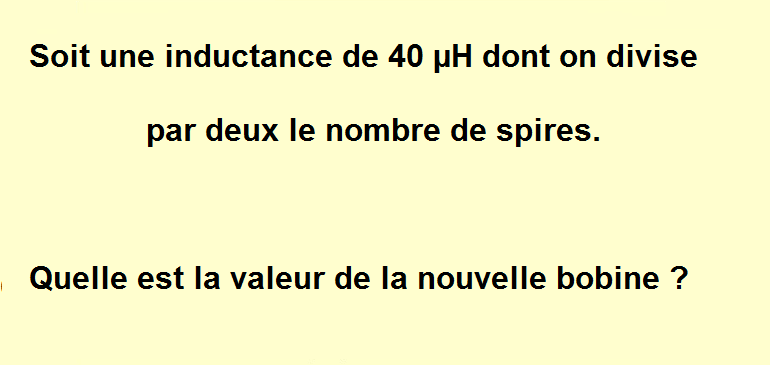 Soit une inductance de 40 µH dont on divise
par deux le nombre de spires.
Quelle est la valeur de la nouvelle bobine ?